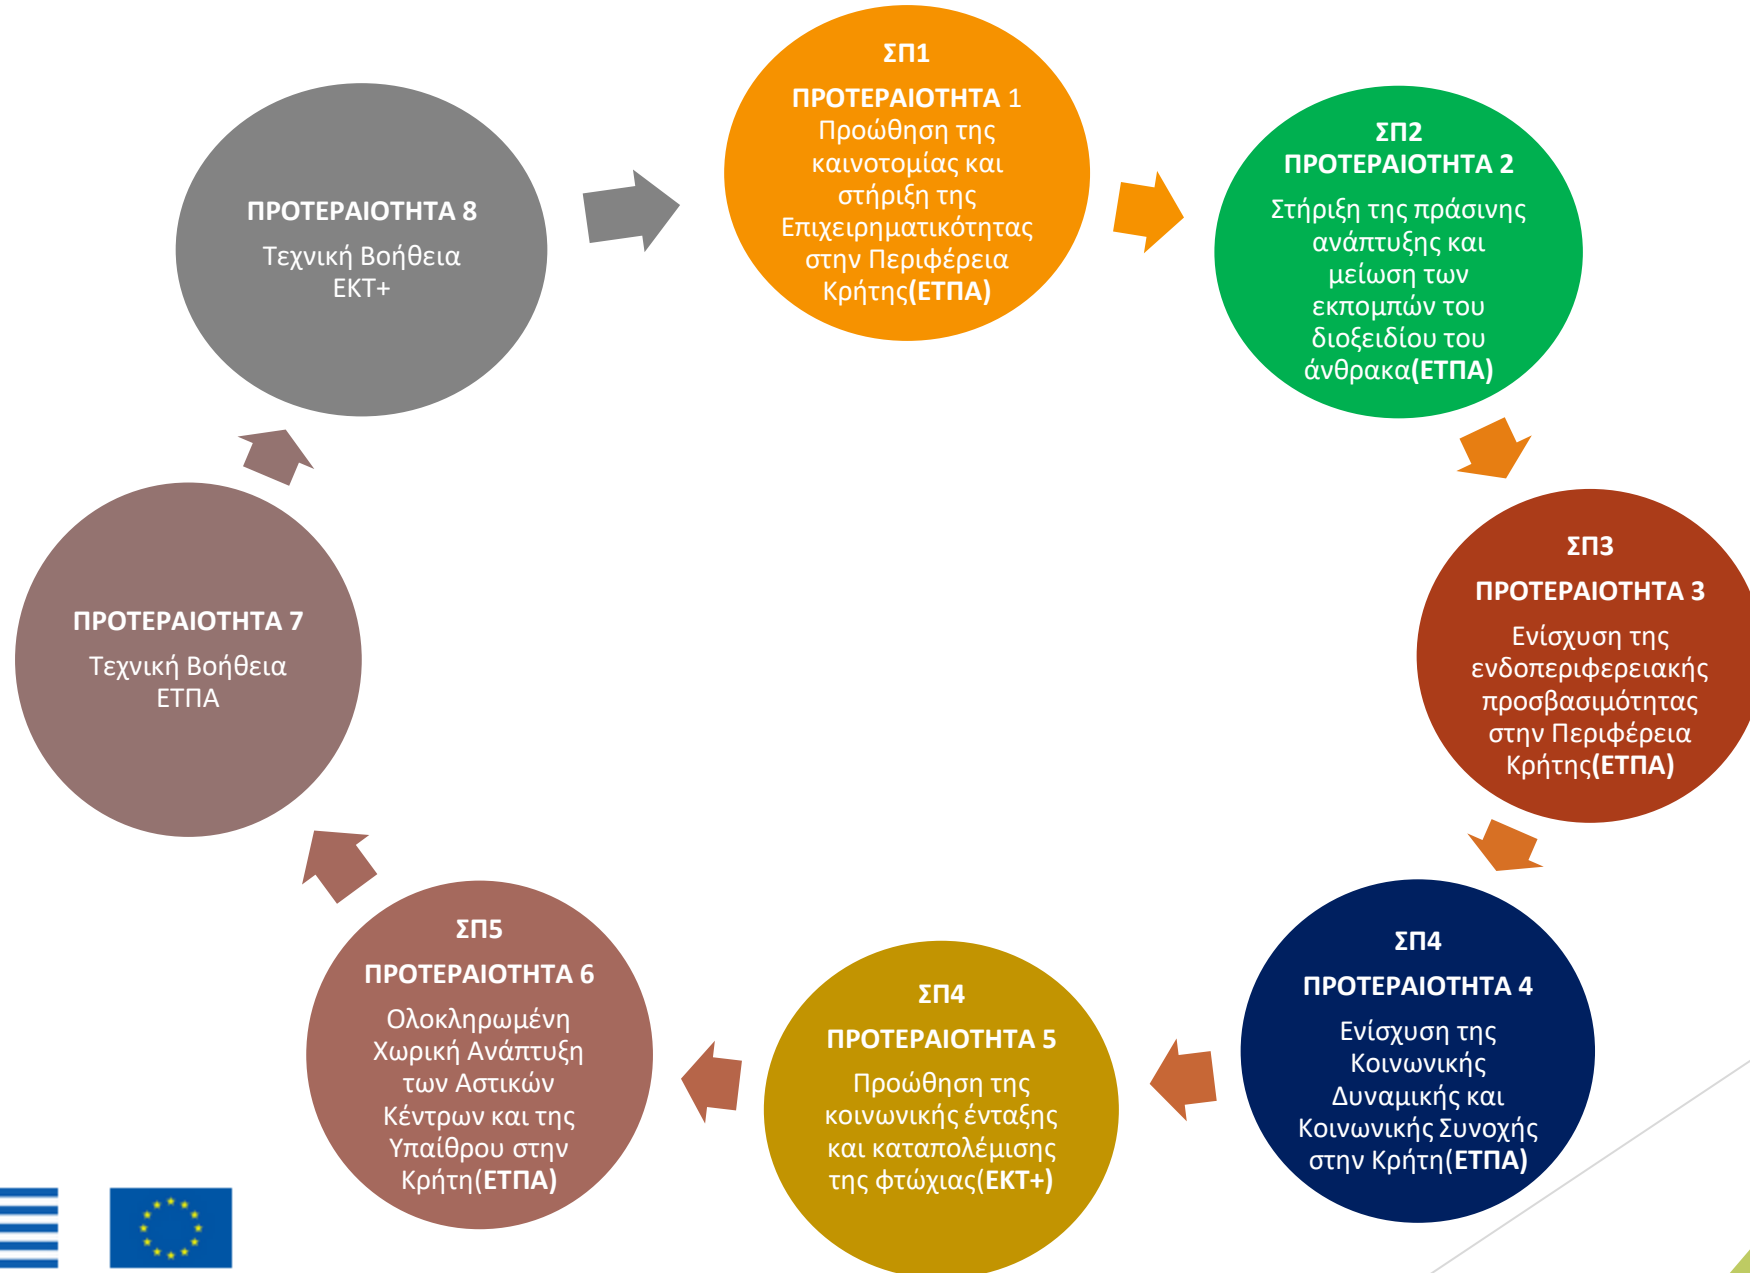 ΣΠ1
ΠΡΟΤΕΡΑΙΟΤΗΤΑ 1
Προώθηση της
καινοτομίας και
στήριξη της
Επιχειρηματικότητας
στην Περιφέρεια
Κρήτης(ΕΤΠΑ)
ΣΠ2
ΠΡΟΤΕΡΑΙΟΤΗΤΑ 2
Στήριξη της πράσινης
ανάπτυξης και
μείωση των
εκπομπών του
διοξειδίου του
άνθρακα(ΕΤΠΑ)
ΣΠ3
ΠΡΟΤΕΡΑΙΟΤΗΤΑ 3
Ενίσχυση της
ενδοπεριφερειακής
προσβασιμότητας
στην Περιφέρεια
Κρήτης(ΕΤΠΑ)
ΣΠ4
ΠΡΟΤΕΡΑΙΟΤΗΤΑ 4
Ενίσχυση της
Κοινωνικής
Δυναμικής και
Κοινωνικής Συνοχής
στην Κρήτη(ΕΤΠΑ)
ΣΠ4
ΠΡΟΤΕΡΑΙΟΤΗΤΑ 5
Προώθηση της
κοινωνικής ένταξης
και καταπολέμισης
της φτώχιας(ΕΚΤ+)
ΣΠ5
ΠΡΟΤΕΡΑΙΟΤΗΤΑ 6
Ολοκληρωμένη
Χωρική Ανάπτυξη
των Αστικών
Κέντρων και της
Υπαίθρου στην
Κρήτη(ΕΤΠΑ)
ΠΡΟΤΕΡΑΙΟΤΗΤΑ 7
Τεχνική Βοήθεια
ΕΤΠΑ
ΠΡΟΤΕΡΑΙΟΤΗΤΑ 8
Τεχνική Βοήθεια
ΕΚΤ+